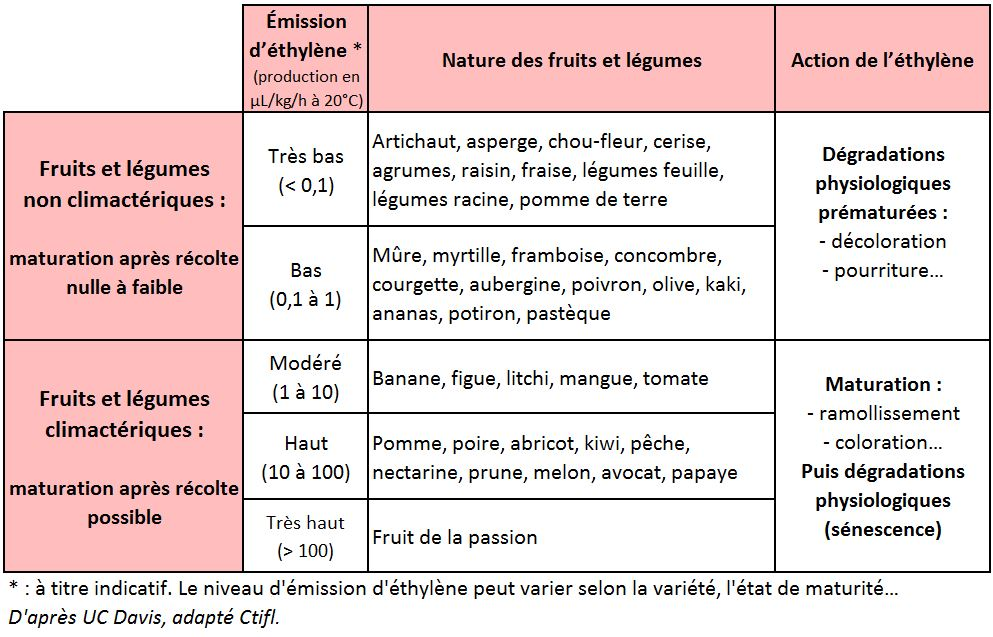 Émission
d’éthylène *
(production en
µL/kg/h à 20°C)
Nature des fruits et légumes
Action de l’éthylène
Fruits et légumes
non climactériques :
maturation après récolte
nulle à faible
Très bas
(< 0,1)
Artichaut, asperge, chou-fleur, cerise,
agrumes, raisin, fraise, légumes feuille,
légumes racine, pomme de terre
Dégradations
physiologiques
prématurées :
- décoloration
- pourriture…
Bas
(0,1 à 1)
Mûre, myrtille, framboise, concombre,
courgette, aubergine, poivron, olive, kaki,
ananas, potiron, pastèque
Fruits et légumes
climactériques :
maturation après récolte
possible
Modéré
(1 à 10)
Banane, figue, litchi, mangue, tomate
Maturation :
- ramollissement
- coloration…
Puis dégradations
physiologiques
(sénescence)
Haut
(10 à 100)
Pomme, poire, abricot, kiwi, pêche,
nectarine, prune, melon, avocat, papaye
Très haut
(> 100)
Fruit de la passion
* : à titre indicatif. Le niveau d'émission d'éthylène peut varier selon la variété, l'état de maturité…
D'après UC Davis, adapté Ctifl.